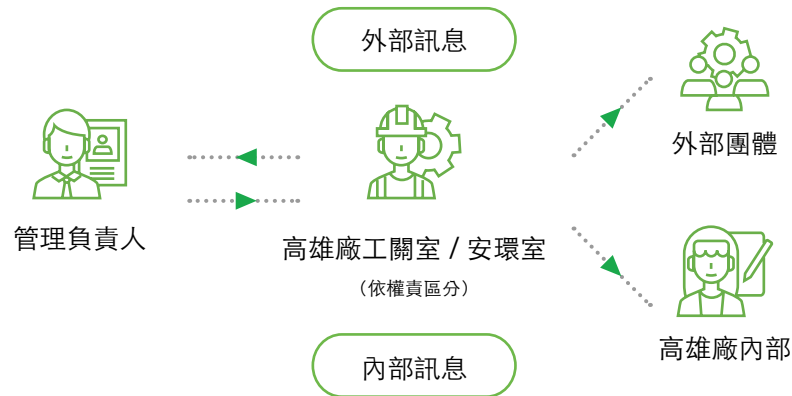 外部訊息
外部團體
管理負責人
高雄廠工關室 / 安環室
（依權責區分）
高雄廠內部
內部訊息